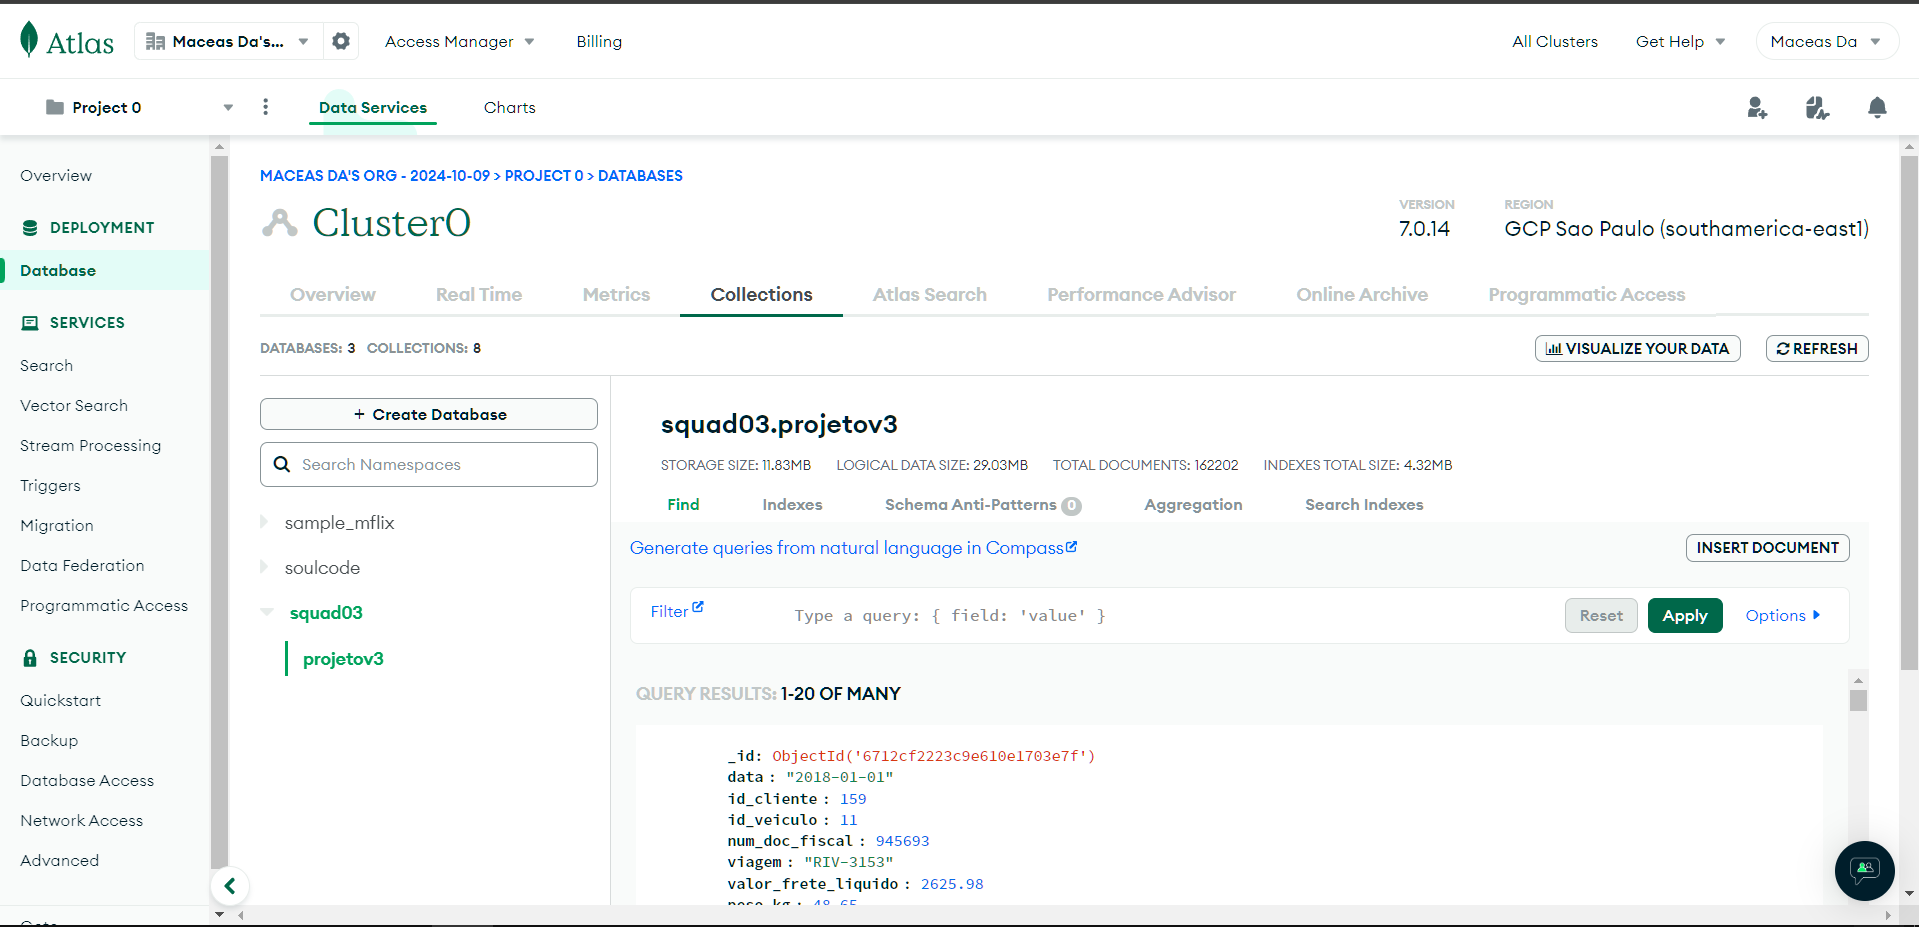 Atlas
Maceas Da's...
Access Manager
Billing
All Clusters
Get Help
Maceas Da
Project 0
Data Services
Charts
Overview
DEPLOYMENT
Database
SERVICES
Search
Vector Search
Stream Processing
Triggers
Migration
Data Federation
Programmatic Access
SECURITY
Quickstart
Backup
Database Access
Network Access
Advanced
MACEAS DA'S ORG - 2024-10-09 > PROJECT 0 > DATABASES
Cluster0
VERSION
7.0.14
REGION
GCP Sao Paulo (southamerica-east1)
Overview
Real Time
Metrics
Collections
Atlas Search
Performance Advisor
Online Archive
Programmatic Access
DATABASES: 3 COLLECTIONS: 8
VISUALIZE YOUR DATA
REFRESH
+ Create Database
Search Namespaces
sample_mflix
soulcode
squad03
projetov3
squad03.projetov3
STORAGE SIZE: 11.83MB LOGICAL DATA SIZE: 29.03MB TOTAL DOCUMENTS: 162202 INDEXES TOTAL SIZE: 4.32MB
Find
Indexes
Schema Anti-Patterns 0
Aggregation
Search Indexes
Generate queries from natural language in Compass
INSERT DOCUMENT
Filter
Type a query: { field: 'value' }
Reset
Apply
Options
QUERY RESULTS: 1-20 OF MANY
_id: ObjectId('6712cf2223c9e610e1703e7f')
data : "2018-01-01"
id_cliente : 159
id_veiculo : 11
num_doc_fiscal : 945693
viagem : "RIV-3153"
valor_frete_liquido : 2625.98
peso_kg : 48.65